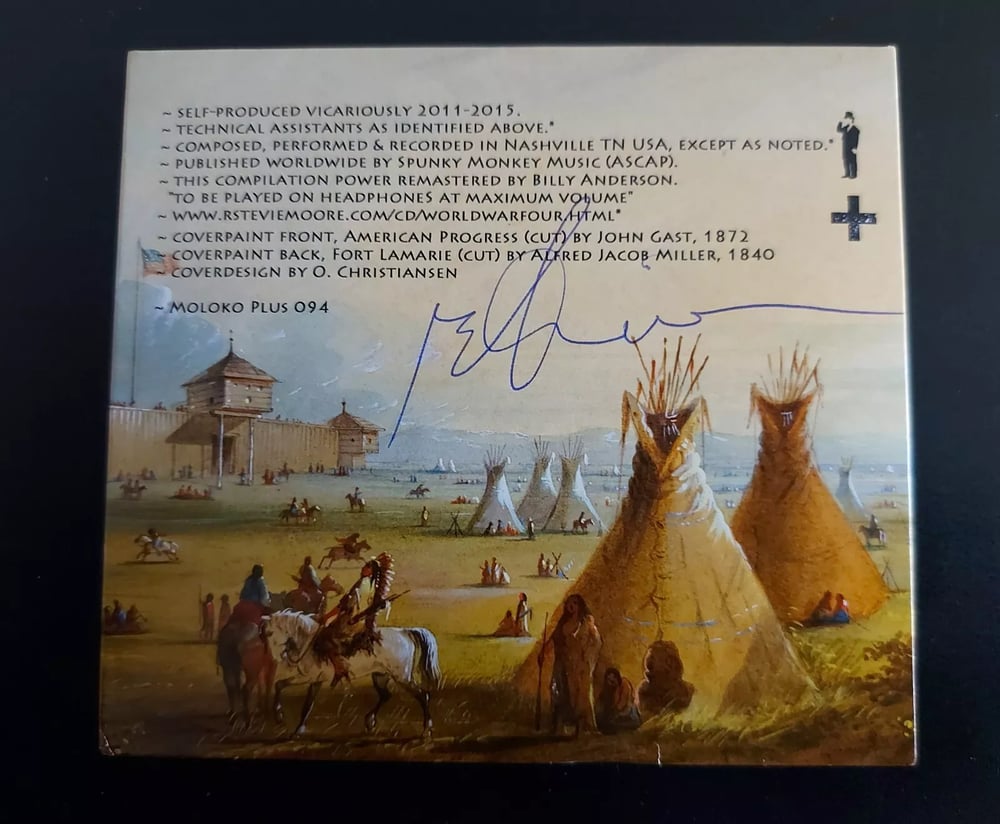 ~ SELF-PRODUCED VICARIOUSLY 2011-2015.
~ TECHNICAL ASSISTANTS AS IDENTIFIED ABOVE.*
~ COMPOSED, PERFORMED & RECORDED IN NASHVILLE TN USA, EXCEPT AS NOTED.*
~ PUBLISHED WORLDWIDE BY SPUNKY MONKEY MUSIC (ASCAP).
~ THIS COMPILATION POWER REMASTERED BY BILLY ANDERSON.
"TO BE PLAYED ON HEADPHONES AT MAXIMUM VOLUME"
~ WWW.RSTEVIEMOORE.COM/CD/WORLDWARFOUR.HTML*
~ COVERPAINT FRONT, AMERICAN PROGRESS (CUT) BY JOHN GAST, 1872
~ COVERPAINT BACK, FORT LAMARIE (CUT) BY ALFRED JACOB MILLER, 1840
~ COVERDESIGN BY O. CHRISTIANSEN
~ MOLOKO PLUS 094